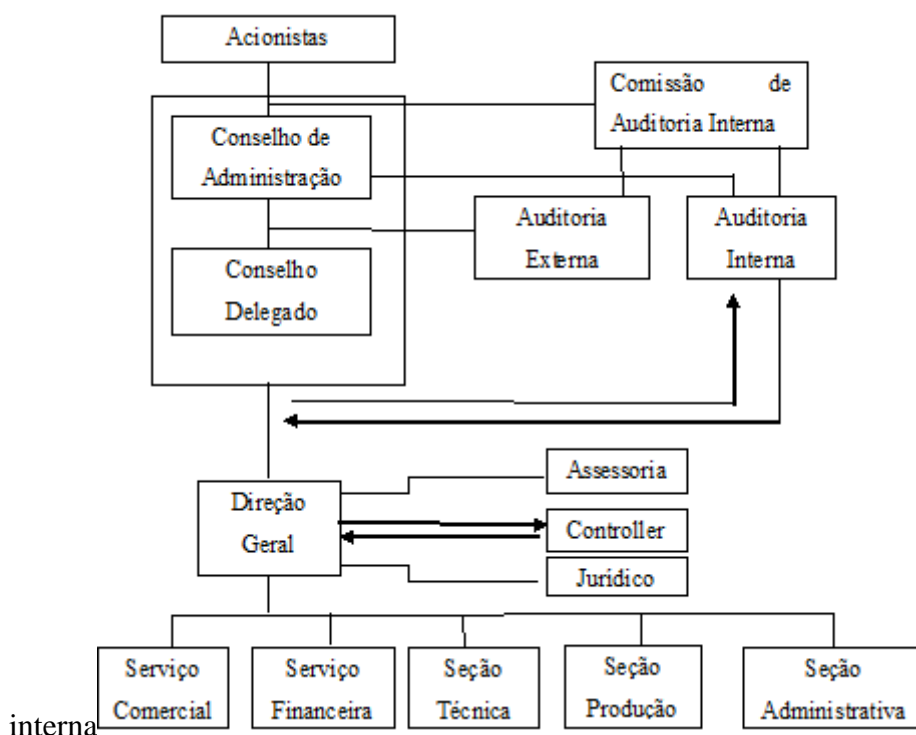 Acionistas
Comissão de
Auditoria Interna
Conselho de
Administração
Auditoria
Externa
Auditoria
Interna
Conselho
Delegado
Assessoria
Direção
Geral
Controller
Jurídico
Serviço
Comercial
Serviço
Financeira
Seção
Técnica
Seção
Produção
Seção
Administrativa
interna